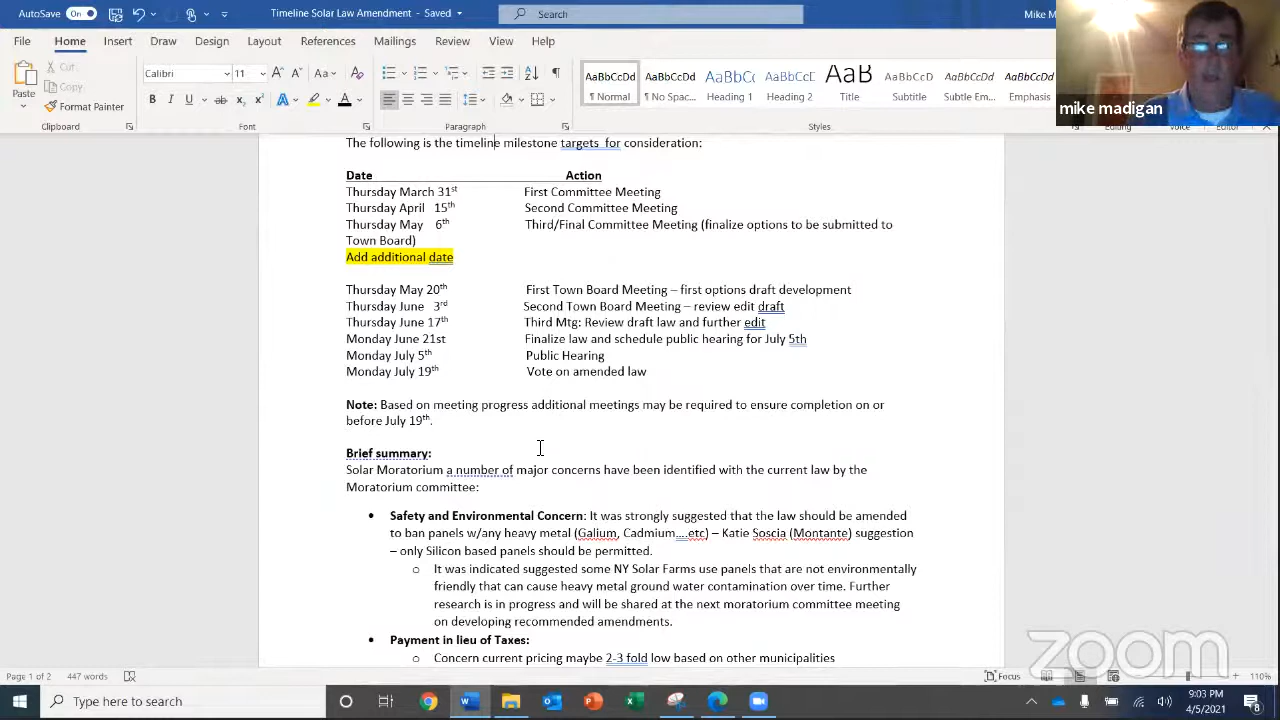 New York Solar Law Amendment - Timeline
Search
Mike
File Home Insert Draw Design Layout References Mailings Review View Help
Paste
Format Painter
Clipboard
Calibri 11
Font
Paragraph
AaBbCcDd AaBbCcDd AaBbC AaBbCcC AaB AaBbCcD AaBbCcDd AaBbCcDd
¶ Normal ¶ No Spac... Heading 1 Heading 2 Title Subtitle Subtle Em... Emphasis
Styles
Editing Voice Editor
mike madigan
The following is the timeline milestone targets for consideration:
Date Action
Thursday March 31st First Committee Meeting
Thursday April 15th Second Committee Meeting
Thursday May 6th Third/Final Committee Meeting (finalize options to be submitted to
Town Board)
Add additional date
Thursday May 20th First Town Board Meeting – first options draft development
Thursday June 3rd Second Town Board Meeting – review edit draft
Thursday June 17th Third Mtg: Review draft law and further edit
Monday June 21st Finalize law and schedule public hearing for July 5th
Monday July 5th Public Hearing
Monday July 19th Vote on amended law
Note: Based on meeting progress additional meetings may be required to ensure completion on or
before July 19th.
Brief summary:
Solar Moratorium a number of major concerns have been identified with the current law by the
Moratorium committee:
• Safety and Environmental Concern: It was strongly suggested that the law should be amended
to ban panels w/any heavy metal (Galium, Cadmium....etc) – Katie Soscia (Montante) suggestion
– only Silicon based panels should be permitted.
o It was indicated suggested some NY Solar Farms use panels that are not environmentally
friendly that can cause heavy metal ground water contamination over time. Further
research is in progress and will be shared at the next moratorium committee meeting
on developing recommended amendments.
• Payment in lieu of Taxes:
o Concern current pricing maybe 2-3 fold low based on other municipalities
zoom
Page 1 of 2 447 words
Focus
110%
9:03 PM
4/5/2021
8